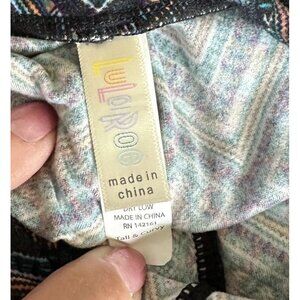 LuLaRoe
made in
china
DRY LOW
MADE IN CHINA
RN 142161
Tall & Curvy